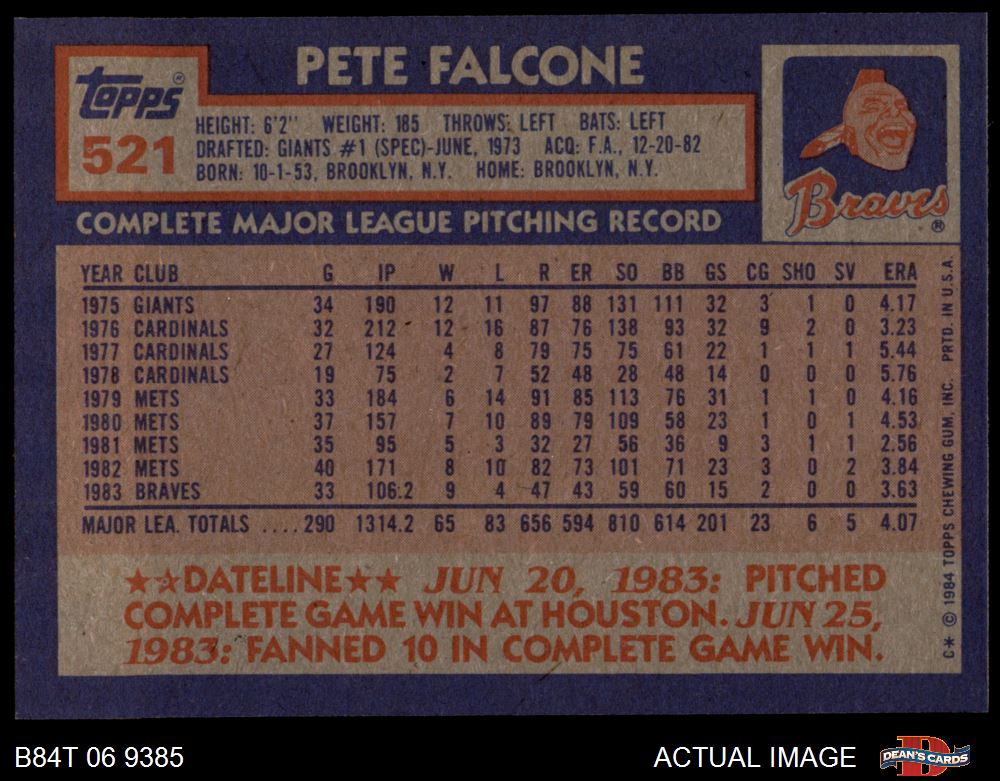 PETE FALCONE
Topps®
521
HEIGHT: 6'2" WEIGHT: 185 THROWS: LEFT BATS: LEFT
DRAFTED: GIANTS #1 (SPEC)-JUNE, 1973 ACQ: F.A., 12-20-82
BORN: 10-1-53, BROOKLYN, N.Y. HOME: BROOKLYN, N.Y.
Braves®
COMPLETE MAJOR LEAGUE PITCHING RECORD
YEAR CLUB G IP W L R ER SO BB GS CG SHO SV ERA
1975 GIANTS 34 190 12 11 97 88 131 111 32 3 1 0 4.17
1976 CARDINALS 32 212 12 16 87 76 138 93 32 9 2 0 3.23
1977 CARDINALS 27 124 4 8 79 75 75 61 22 1 1 1 5.44
1978 CARDINALS 19 75 2 7 52 48 28 48 14 0 0 0 5.76
1979 METS 33 184 6 14 91 85 113 76 31 1 1 0 4.16
1980 METS 37 157 7 10 89 79 109 58 23 1 0 1 4.53
1981 METS 35 95 5 3 32 27 56 36 9 3 1 1 2.56
1982 METS 40 171 8 10 82 73 101 71 23 3 0 2 3.84
1983 BRAVES 33 106.2 9 4 47 43 59 60 15 2 0 0 3.63
MAJOR LEA. TOTALS ....290 1314.2 65 83 656 594 810 614 201 23 6 5 4.07
★★DATELINE★★ JUN 20, 1983: PITCHED
COMPLETE GAME WIN AT HOUSTON. JUN 25,
1983: FANNED 10 IN COMPLETE GAME WIN.
C* © 1984 TOPPS CHEWING GUM, INC. PRTD. IN U.S.A.
B84T 06 9385
ACTUAL IMAGE
DEAN'S CARDS